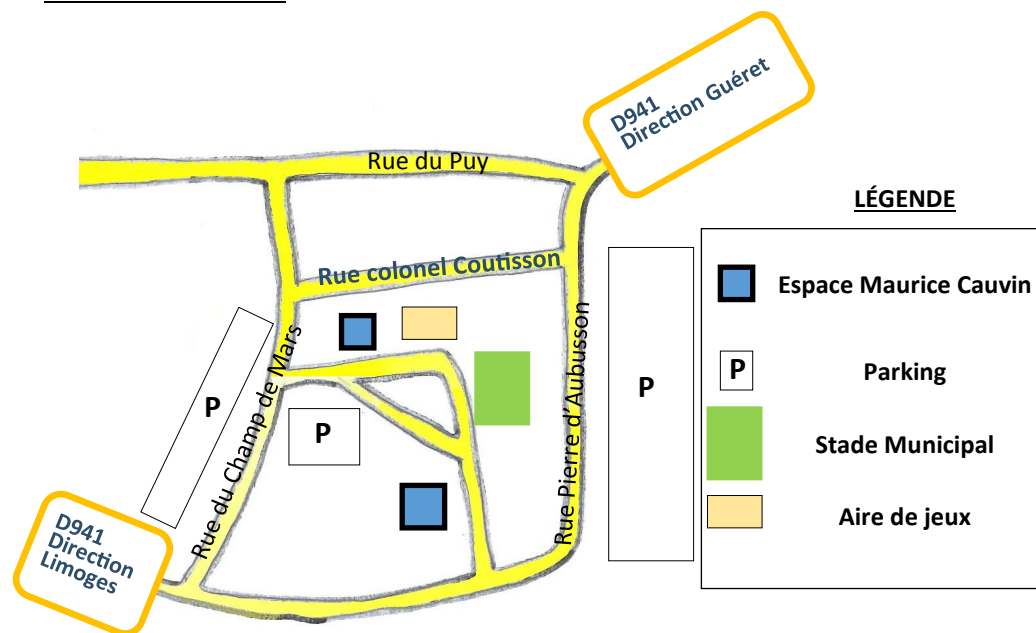 D941
Direction Guéret
Rue du Puy
LÉGENDE
Rue colonel Coutisson
Espace Maurice Cauvin
Rue du Champ de Mars
Rue Pierre d'Aubusson
P
P
P
P
Parking
Stade Municipal
Aire de jeux
D941
Direction
Limoges